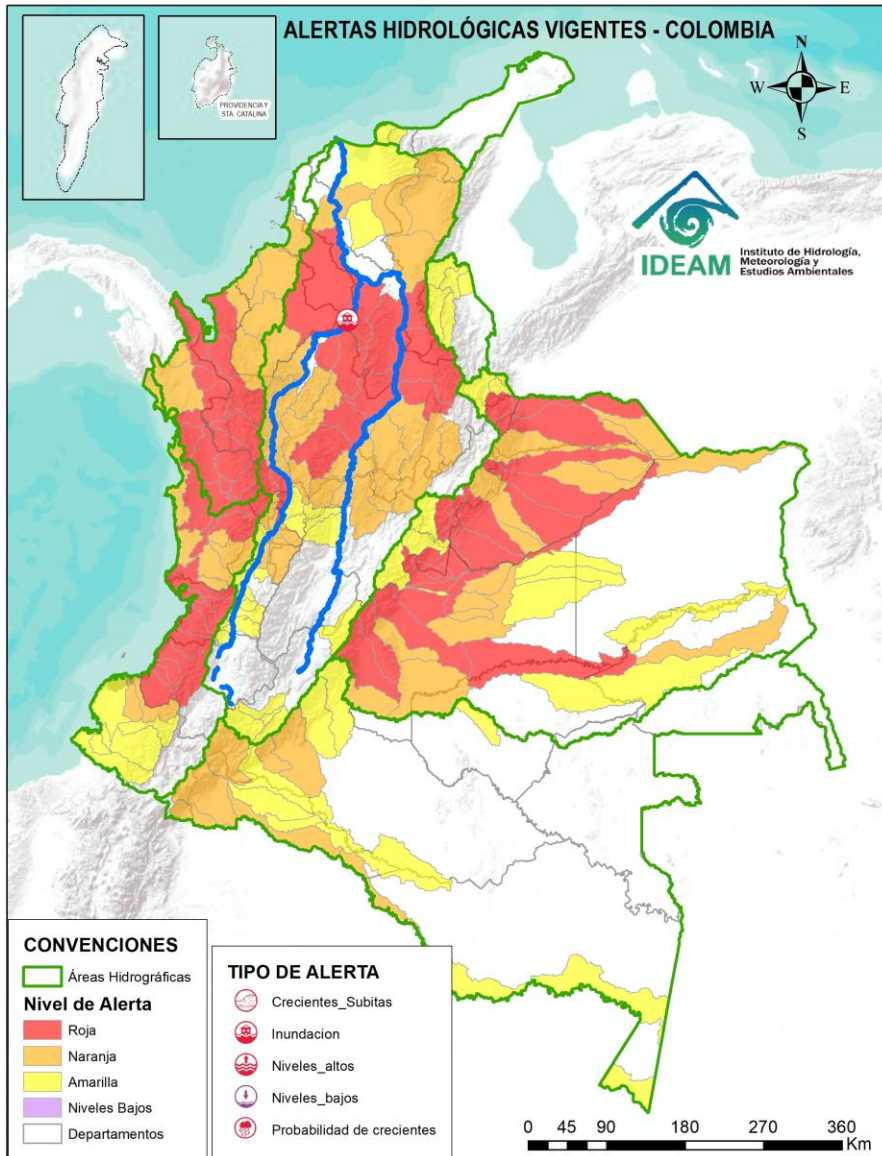 ALERTAS HIDROLÓGICAS VIGENTES - COLOMBIA
PROVIDENCIA Y
STA. CATALINA
N
W
E
S
IDEAM
Instituto de Hidrología,
Meteorología y
Estudios Ambientales
CONVENCIONES
Áreas Hidrográficas
Nivel de Alerta
Roja
Naranja
Amarilla
Niveles Bajos
Departamentos
TIPO DE ALERTA
Crecientes_Subitas
Inundacion
Niveles_altos
Niveles_bajos
Probabilidad de crecientes
0 45 90 180 270 360
Km